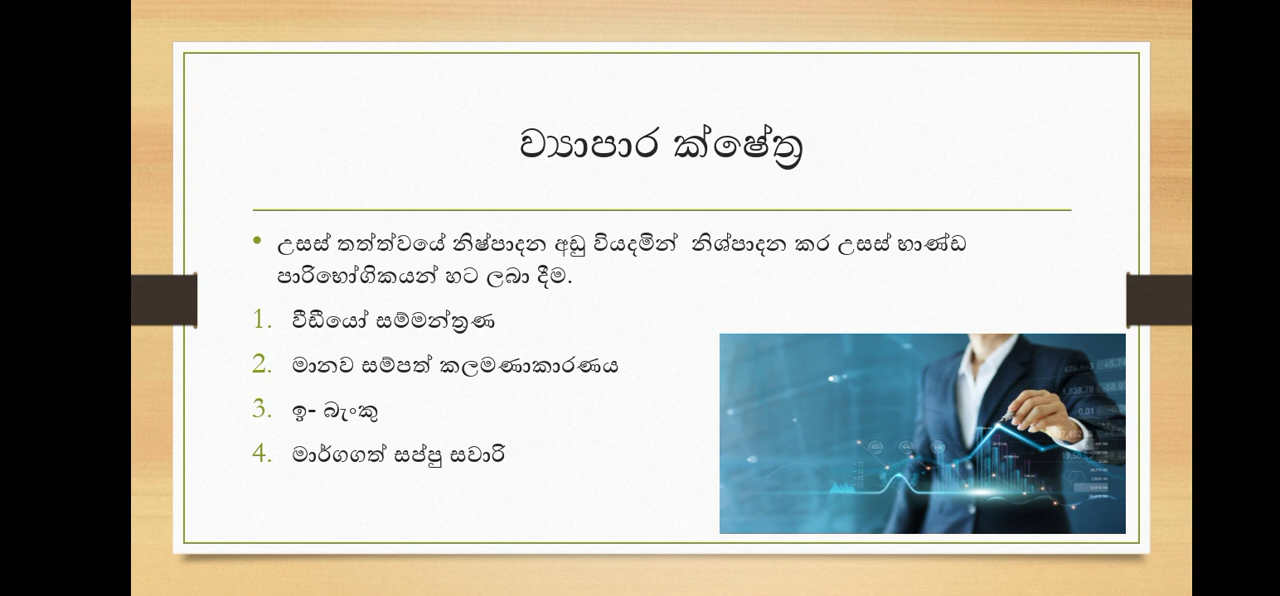 ව්‍යාපාර ක්ෂේත්‍ර
• උසස් තත්ත්වයේ නිෂ්පාදන අඩු වියදමින් නිශ්පාදන කර උසස් භාණ්ඩ
පාරිභෝගිකයන් හට ලබා දීම.
1. වීඩීයෝ සම්මන්ත්‍රණ
2. මානව සම්පත් කලමණාකාරණය
3. ඉ- බැංකු
4. මාර්ගගත් සප්පු සවාරි